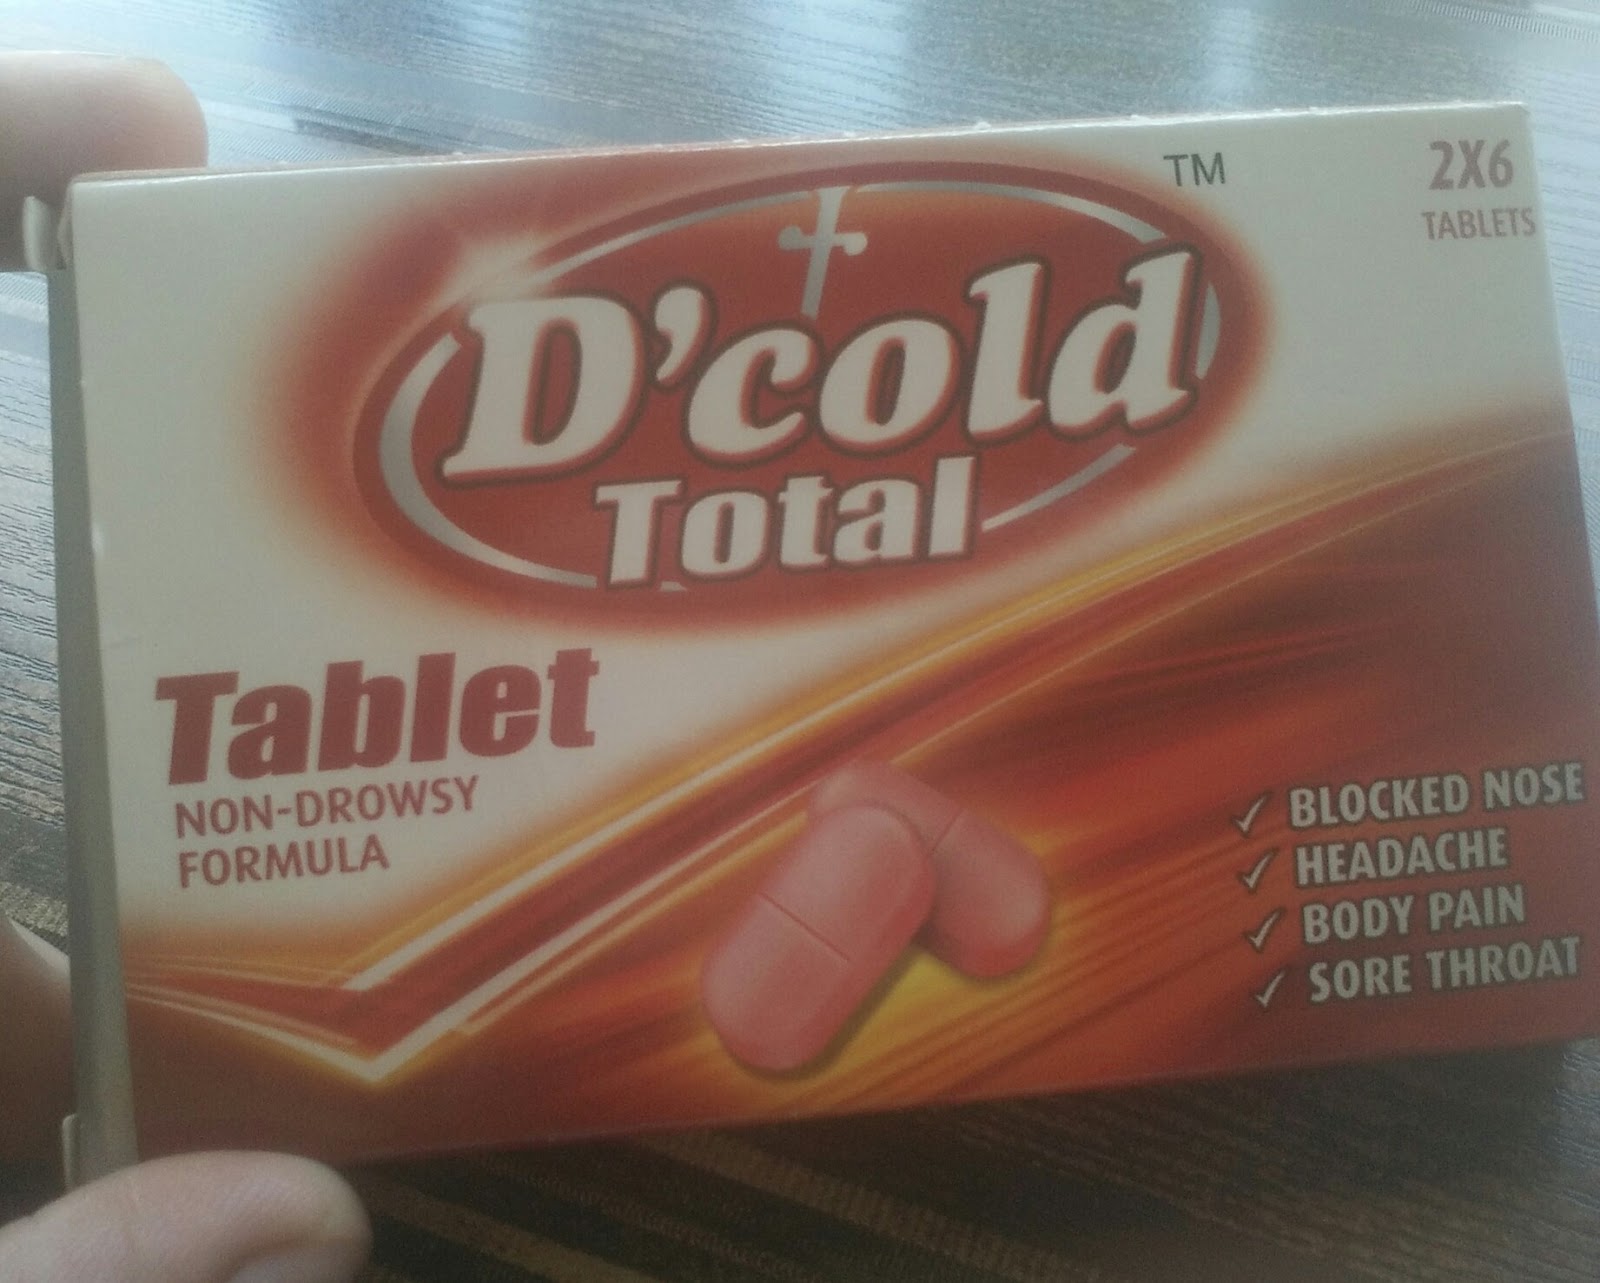 TM
2X6
TABLETS
D'cold
Total
Tablet
NON-DROWSY
FORMULA
✓ BLOCKED NOSE
✓ HEADACHE
✓ BODY PAIN
✓ SORE THROAT